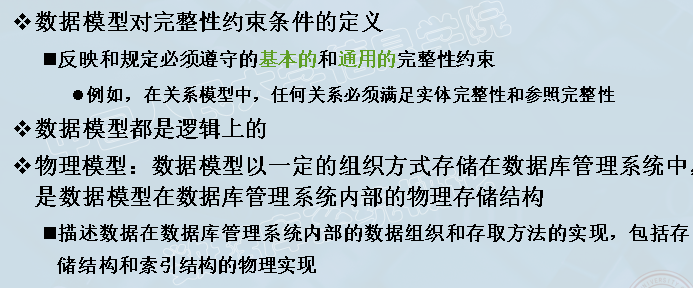 ❖数据模型对完整性约束条件的定义
■反映和规定必须遵守的基本的和通用的完整性约束
●例如，在关系模型中，任何关系必须满足实体完整性和参照完整性
❖数据模型都是逻辑上的
❖物理模型：数据模型以一定的组织方式存储在数据库管理系统中，
是数据模型在数据库管理系统内部的物理存储结构
■描述数据在数据库管理系统内部的数据组织和存取方法的实现，包括存
储结构和索引结构的物理实现